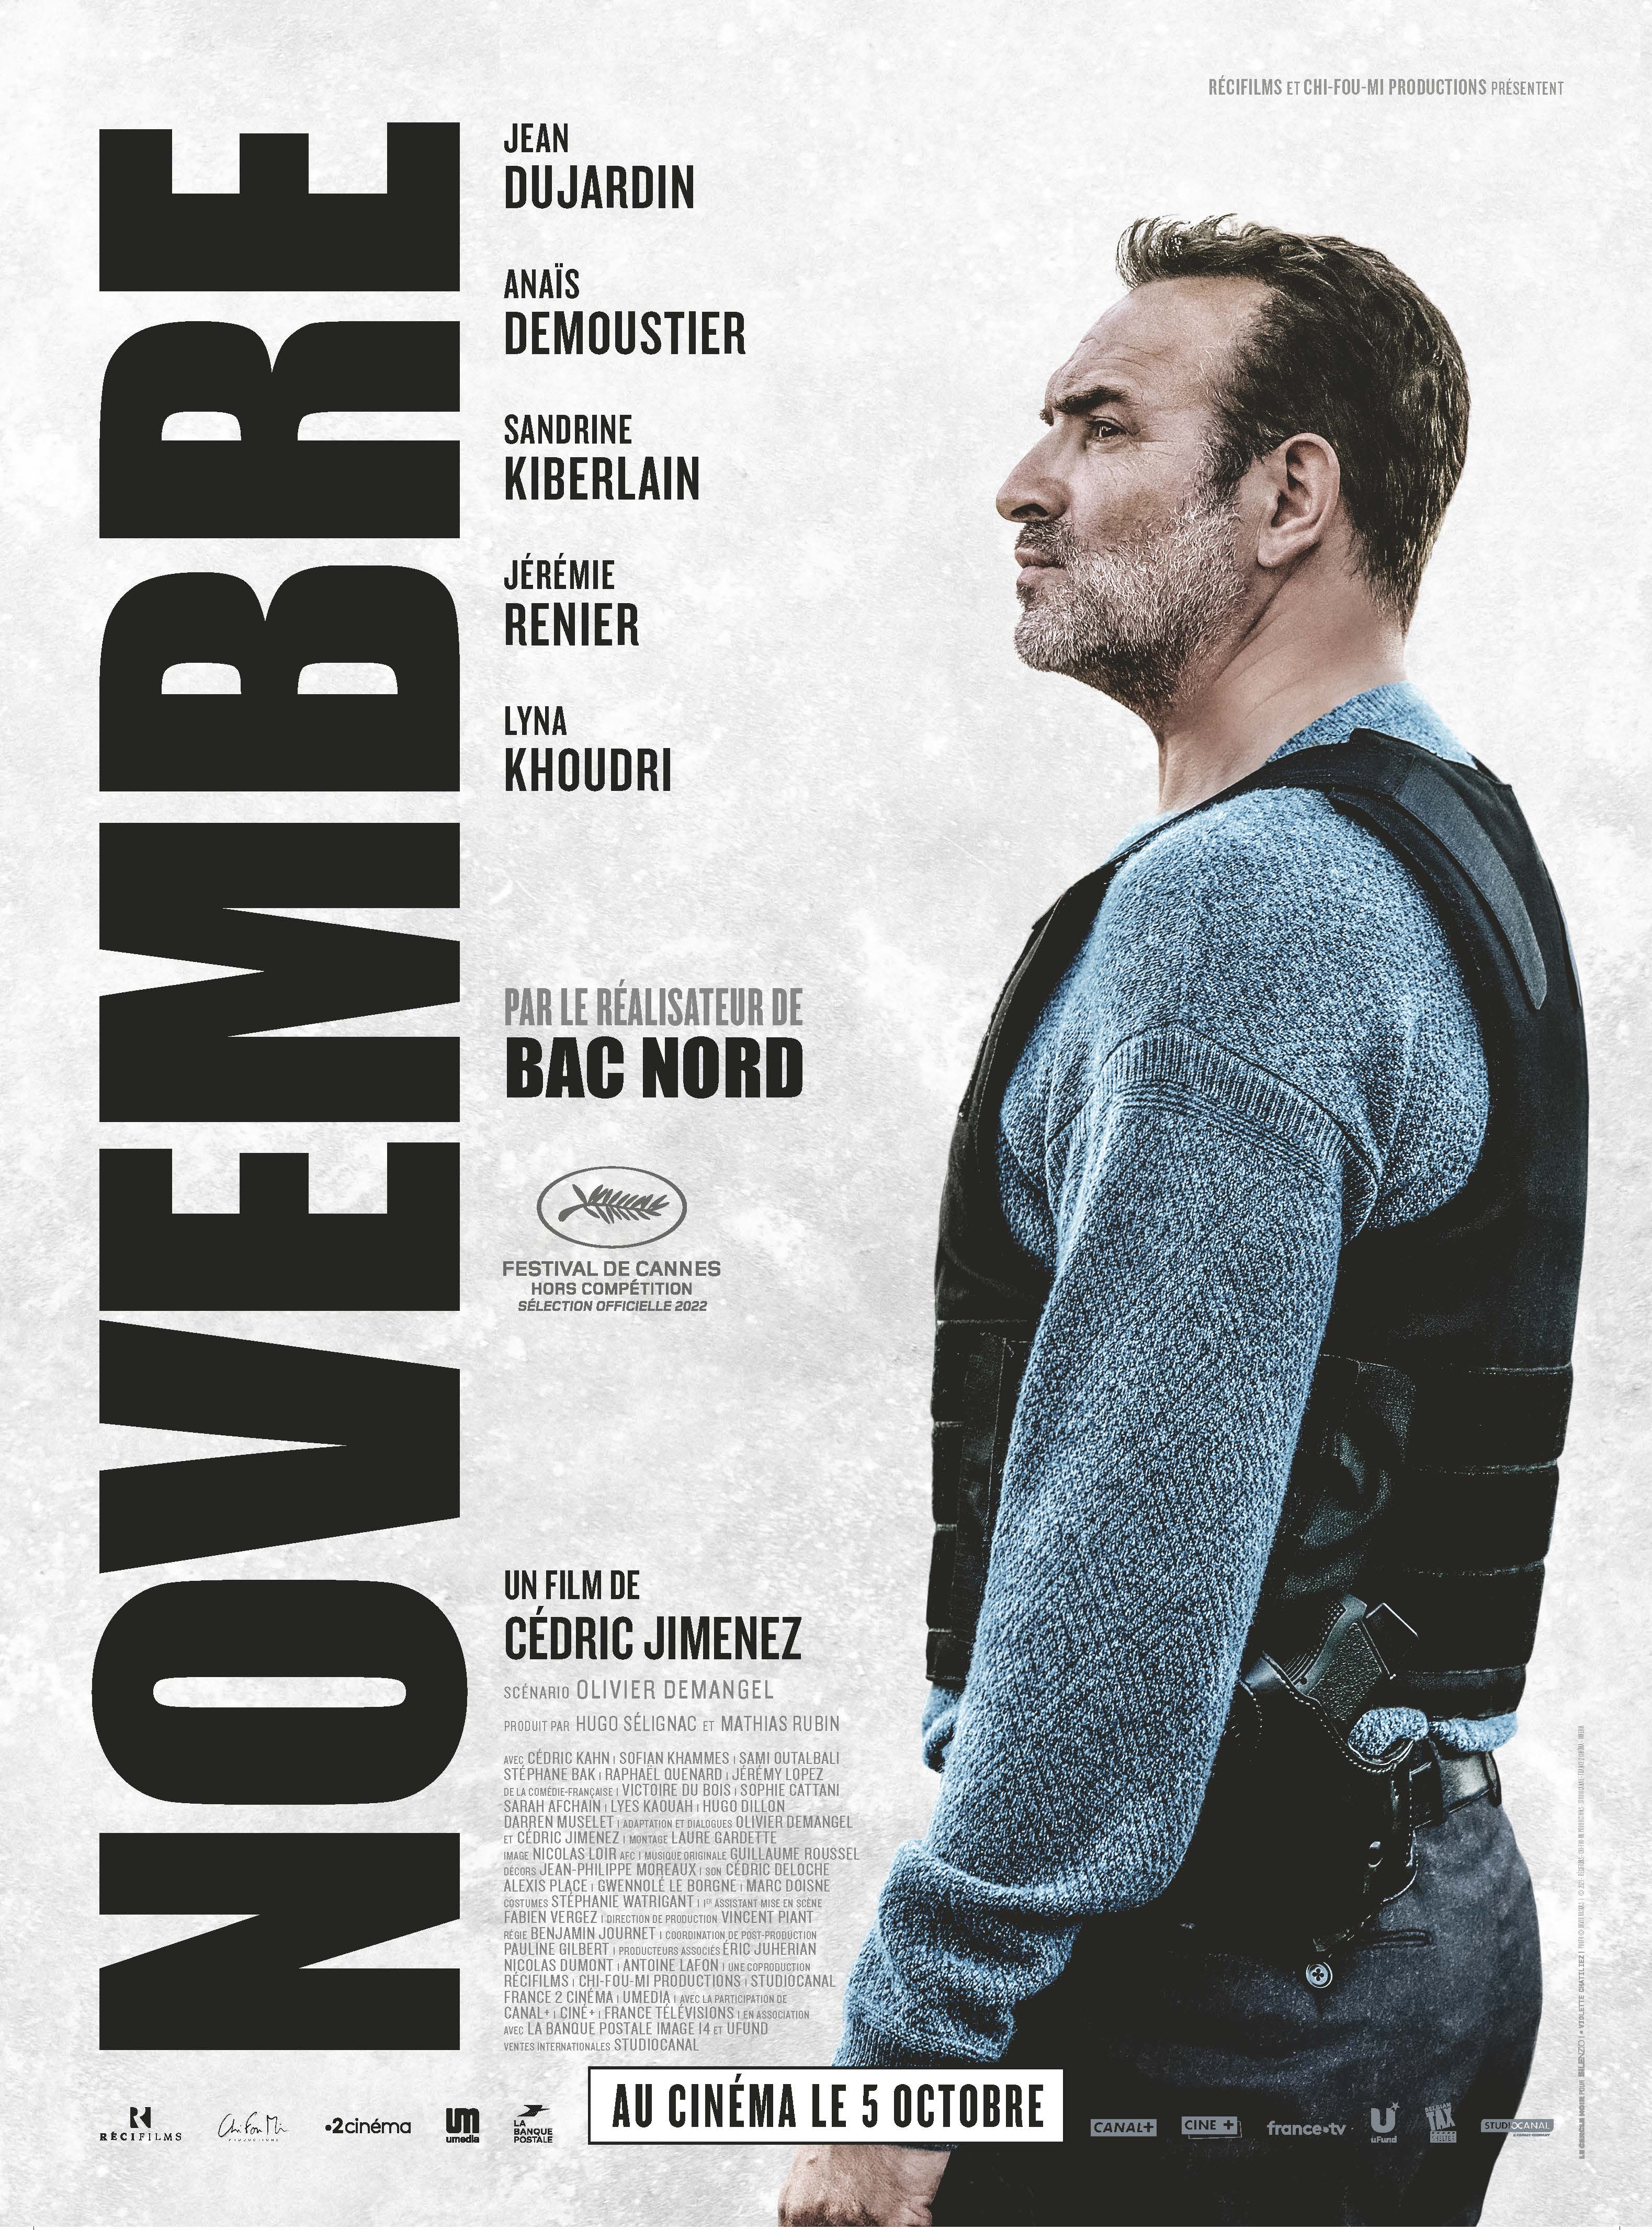 RÉCIFILMS ET CHI-FOU-MI PRODUCTIONS PRÉSENTENT
NOVEMBRE
JEAN
DUJARDIN
ANAÏS
DEMOUSTIER
SANDRINE
KIBERLAIN
JÉRÉMIE
RENIER
LYNA
KHOUDRI
PAR LE RÉALISATEUR DE
BAC NORD
FESTIVAL DE CANNES
HORS COMPÉTITION
SÉLECTION OFFICIELLE 2022
UN FILM DE
CÉDRIC JIMENEZ
SCÉNARIO OLIVIER DEMANGEL
PRODUIT PAR HUGO SÉLIGNAC ET MATHIAS RUBIN
AVEC CÉDRIC KAHN | SOFIAN KHAMMES | SAMI OUTALBALI
STÉPHANE BAK | RAPHAËL QUENARD | JÉRÉMY LOPEZ
DE LA COMÉDIE-FRANÇAISE | VICTOIRE DU BOIS | SOPHIE CATTANI
SARAH AFCHAIN | LYES KAOUAH | HUGO DILLON
DARREN MUSELET | ADAPTATION ET DIALOGUES OLIVIER DEMANGEL
ET CÉDRIC JIMENEZ | MONTAGE LAURE GARDETTE
IMAGE NICOLAS LOIR AFC | MUSIQUE ORIGINALE GUILLAUME ROUSSEL
DÉCORS JEAN-PHILIPPE MOREAUX | SON CÉDRIC DELOCHE
ALEXIS PLACE | GWENNOLÉ LE BORGNE | MARC DOISNE
COSTUMES STÉPHANIE WATRIGANT | 1ER ASSISTANT MISE EN SCÈNE
FABIEN VERGEZ | DIRECTION DE PRODUCTION VINCENT PIANT
RÉGIE BENJAMIN JOURNET | COORDINATION DE POST-PRODUCTION
PAULINE GILBERT | PRODUCTEURS ASSOCIÉS ÉRIC JUHERIAN
NICOLAS DUMONT | ANTOINE LAFON | UNE COPRODUCTION
RÉCIFILMS | CHI-FOU-MI PRODUCTIONS | STUDIOCANAL
FRANCE 2 CINÉMA | UMEDIA | AVEC LA PARTICIPATION DE
CANAL+ | CINÉ+ | FRANCE TÉLÉVISIONS | EN ASSOCIATION
AVEC LA BANQUE POSTALE IMAGE 14 ET UFUND
VENTES INTERNATIONALES STUDIOCANAL
AU CINÉMA LE 5 OCTOBRE
RÉCIFILMS
Chi Fou Mi
•2cinéma
um
umedia
LA
BANQUE
POSTALE
CANAL+
CINE +
france•tv
U
uFund
BELGIAN
TAX
STUDIOCANAL